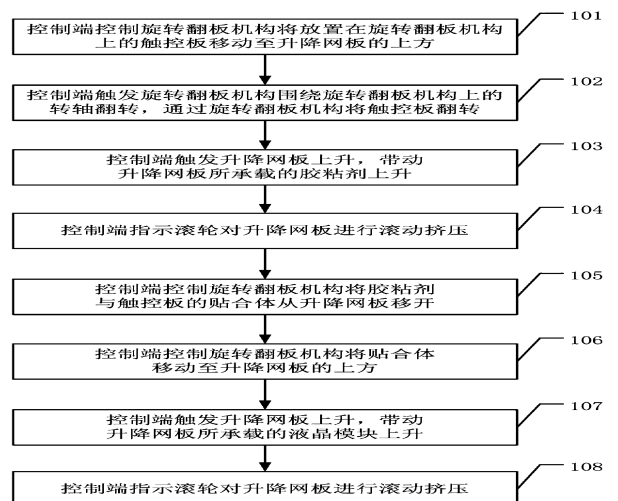 101
控制端控制旋转翻板机构将放置在旋转翻板机构
上的触控板移动至升降网板的上方
102
控制端触发旋转翻板机构围绕旋转翻板机构上的
转轴翻转，通过旋转翻板机构将触控板翻转
103
控制端触发升降网板上升，带动
升降网板所承载的胶粘剂上升
104
控制端指示滚轮对升降网板进行滚动挤压
105
控制端控制旋转翻板机构将胶粘剂
与触控板的贴合体从升降网板移开
106
控制端控制旋转翻板机构将贴合体
移动至升降网板的上方
107
控制端触发升降网板上升，带动
升降网板所承载的液晶模块上升
108
控制端指示滚轮对升降网板进行滚动挤压